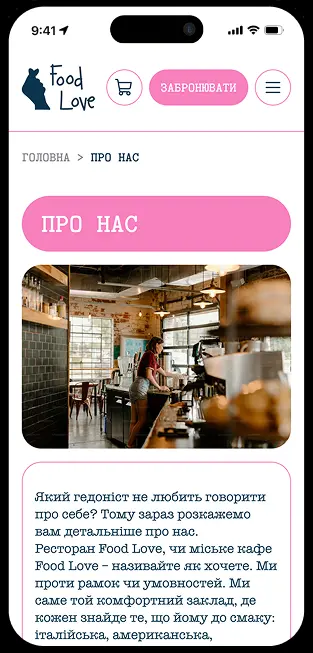 9:41
Food
Love
ЗАБРОНЮВАТИ
ГОЛОВНА > ПРО НАС
ПРО НАС
Який гедоніст не любить говорити
про себе? Тому зараз розкажемо
вам детальніше про нас.
Ресторан Food Love, чи міське кафе
Food Love – називайте як хочете. Ми
проти рамок чи умовностей. Ми
саме той комфортний заклад, де
кожен знайде те, що йому до смаку:
італійська, американська,